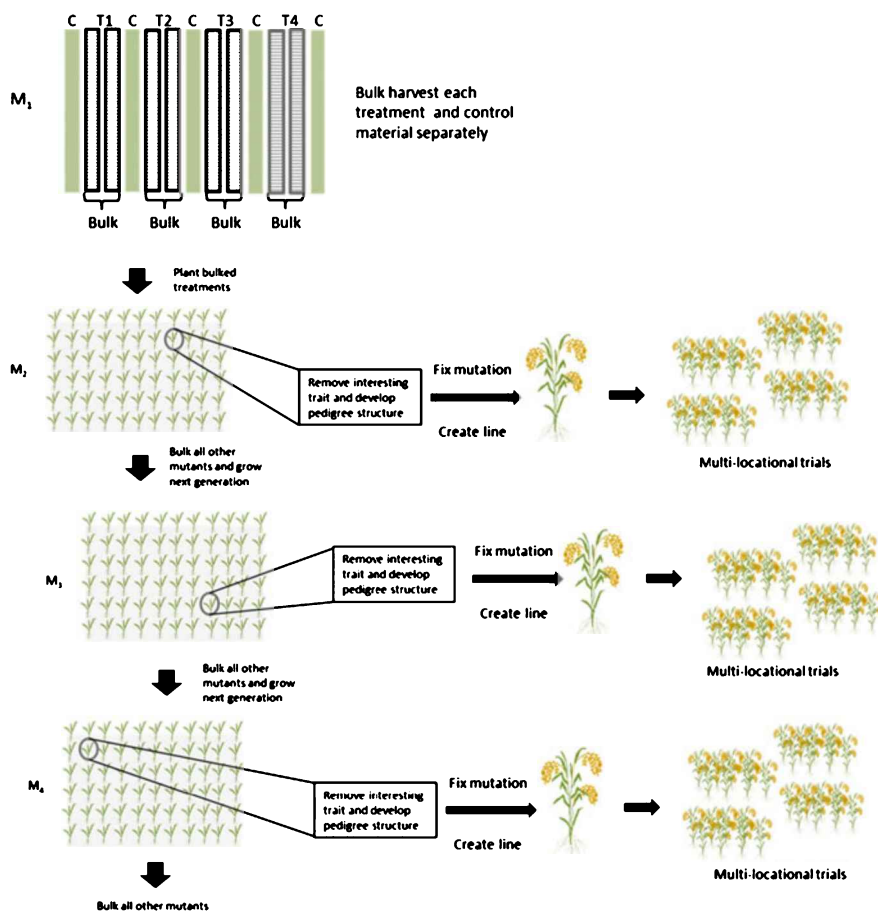 C T1 C T2 C T3 C T4 C
M1
Bulk harvest each
treatment and control
material separately
Bulk Bulk Bulk Bulk
Plant bulked
treatments
M2
Remove interesting
trait and develop
pedigree structure
Fix mutation
Create line
Multi-locational trials
Bulk all other
mutants and grow
next generation
M3
Remove interesting
trait and develop
pedigree structure
Fix mutation
Create line
Multi-locational trials
Bulk all other
mutants and grow
next generation
M4
Remove interesting
trait and develop
pedigree structure
Fix mutation
Create line
Multi-locational trials
Bulk all other mutants